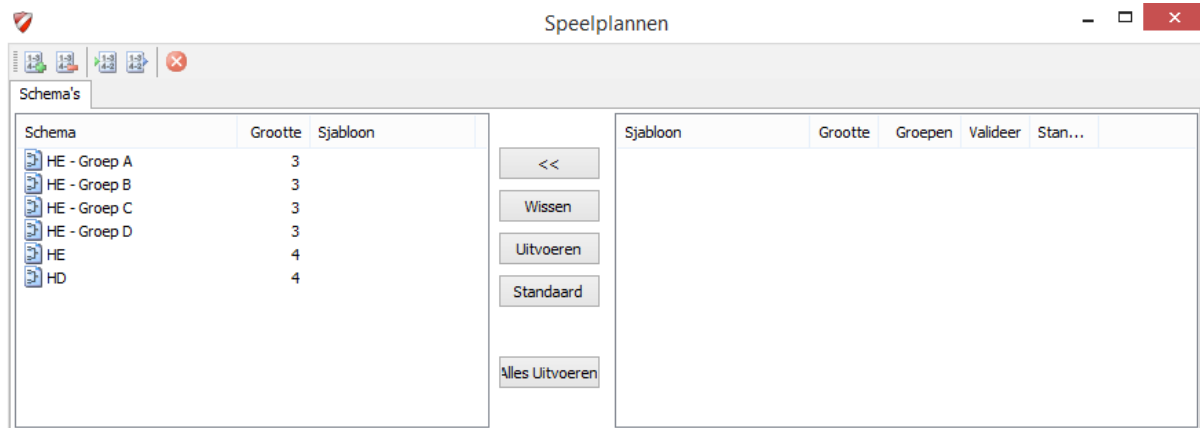 Speelplannen
Schema's
Schema Grootte Sjabloon
HE - Groep A 3
HE - Groep B 3
HE - Groep C 3
HE - Groep D 3
HE 4
HD 4
<<
Wissen
Uitvoeren
Standaard
Alles Uitvoeren
Sjabloon Grootte Groepen Valideer Stan...